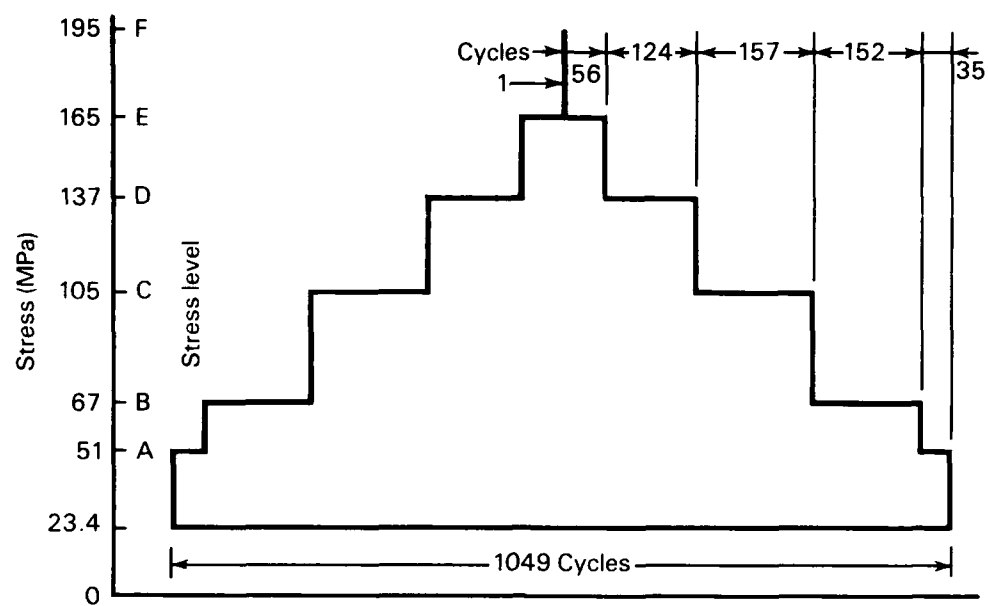 195 F
Cycles
56
124
157
152
35
1
165 E
137 D
105 C
67 B
51 A
23.4
0
Stress (MPa)
Stress level
1049 Cycles